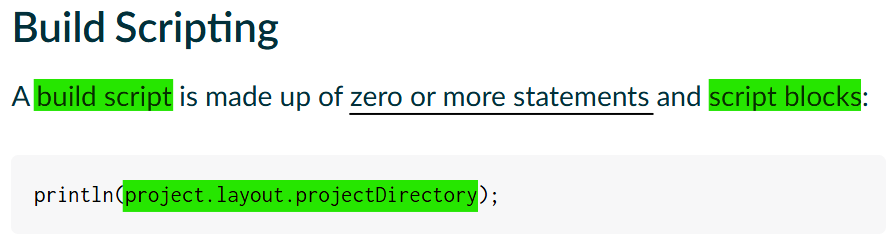 Build Scripting
A build script is made up of zero or more statements and script blocks:
println(project.layout.projectDirectory);